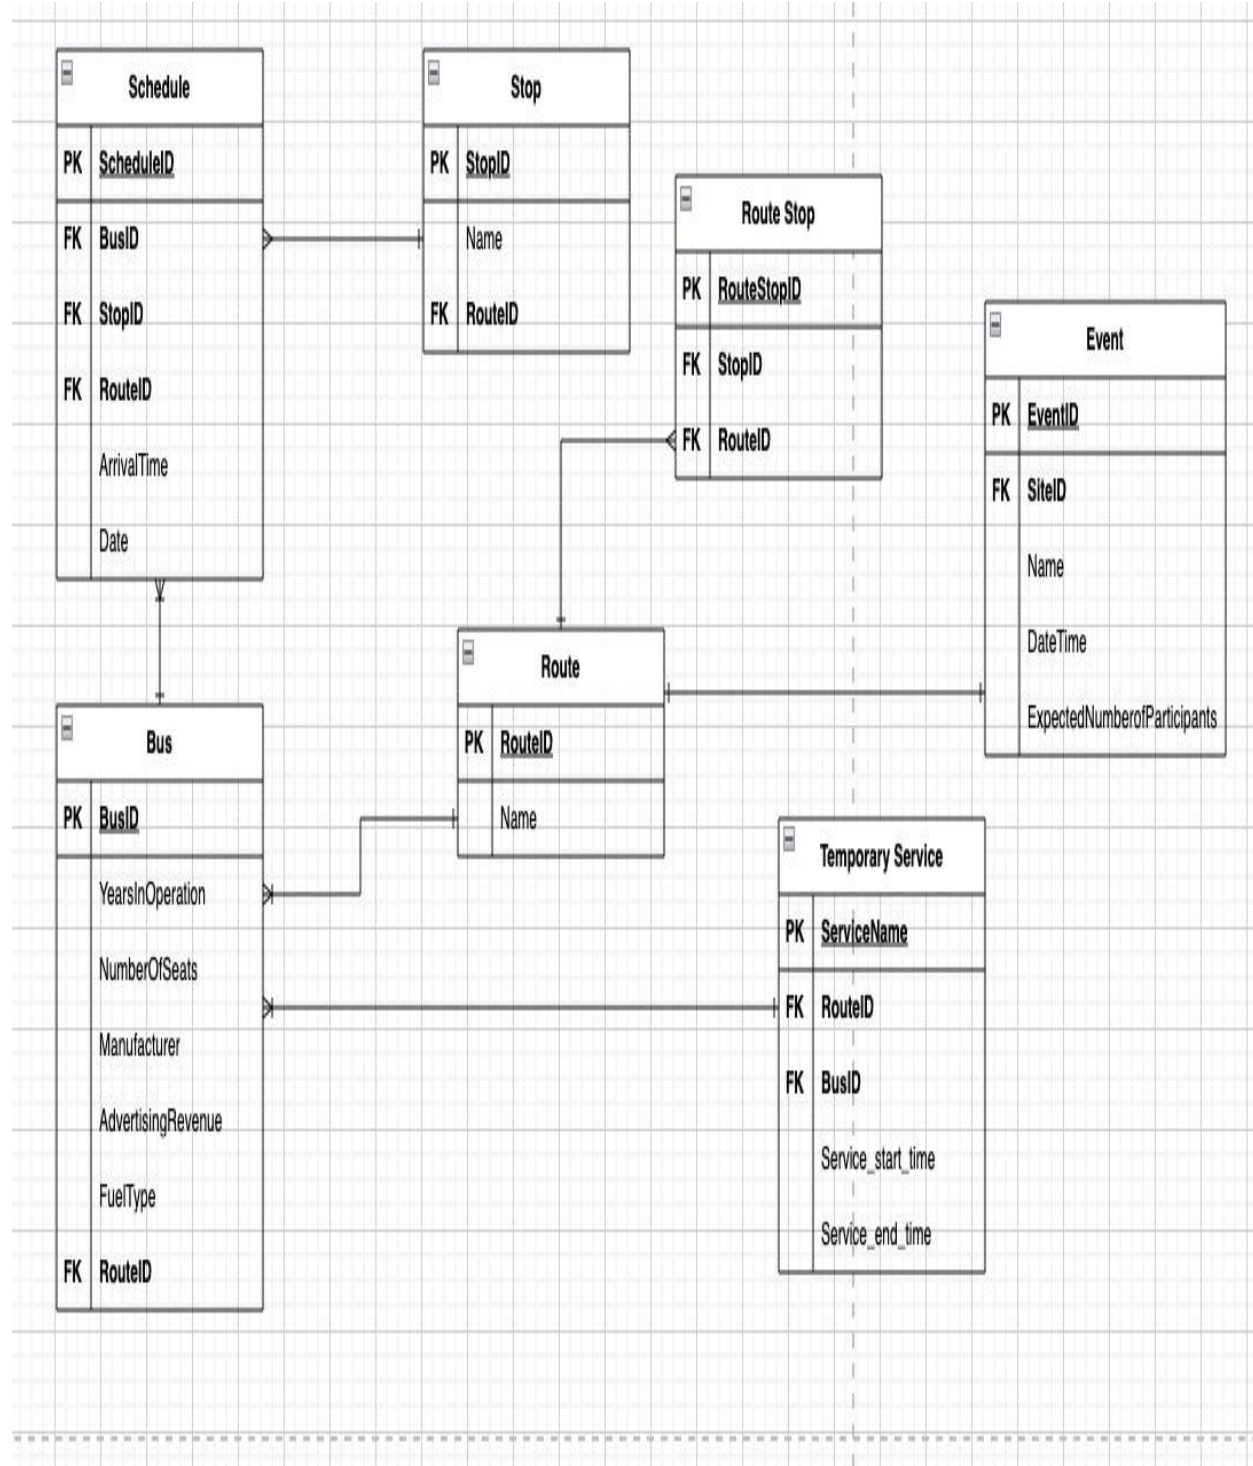 Schedule
PK ScheduleID
FK BusID
FK StopID
FK RouteID
ArrivalTime
Date
Stop
PK StopID
Name
FK RouteID
Route Stop
PK RouteStopID
FK StopID
FK RouteID
Event
PK EventID
FK SiteID
Name
DateTime
ExpectedNumberofParticipants
Route
PK RouteID
Name
Bus
PK BusID
YearsInOperation
NumberOfSeats
Manufacturer
AdvertisingRevenue
FuelType
FK RouteID
Temporary Service
PK ServiceName
FK RouteID
FK BusID
Service_start_time
Service_end_time